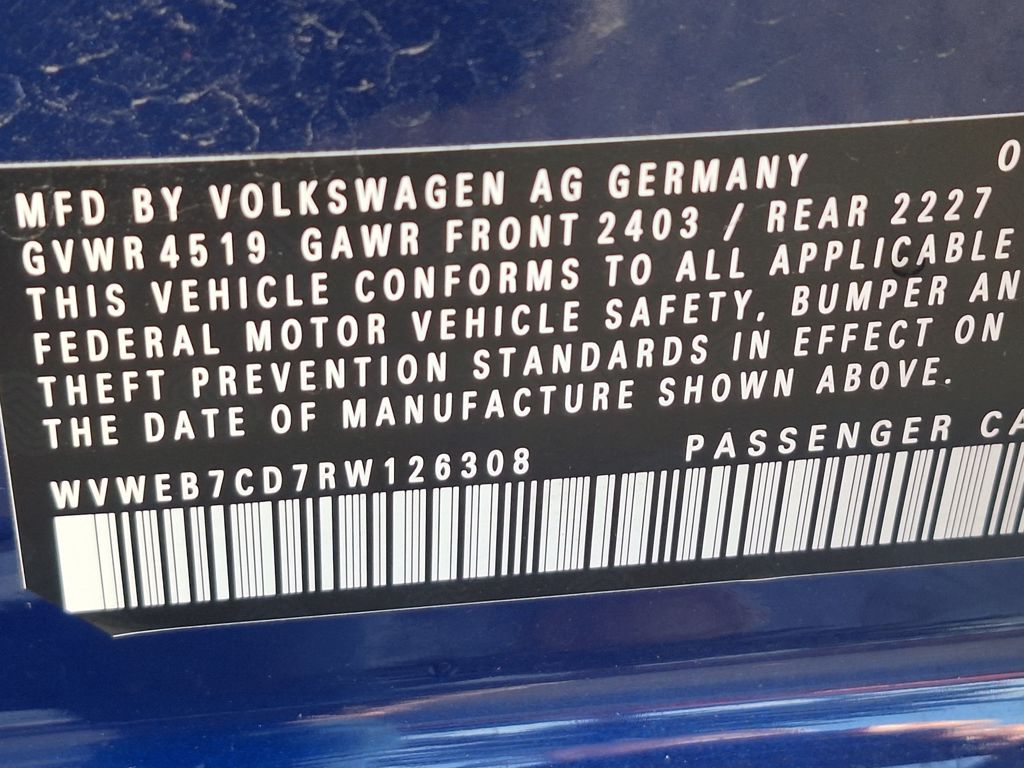 MFD BY VOLKSWAGEN AG GERMANY
GVWR 4519 GAWR FRONT 2403 / REAR 2227
THIS VEHICLE CONFORMS TO ALL APPLICABLE
FEDERAL MOTOR VEHICLE SAFETY, BUMPER AN
THEFT PREVENTION STANDARDS IN EFFECT ON
THE DATE OF MANUFACTURE SHOWN ABOVE.
WVWEB7CD7RW126308 PASSENGER CA